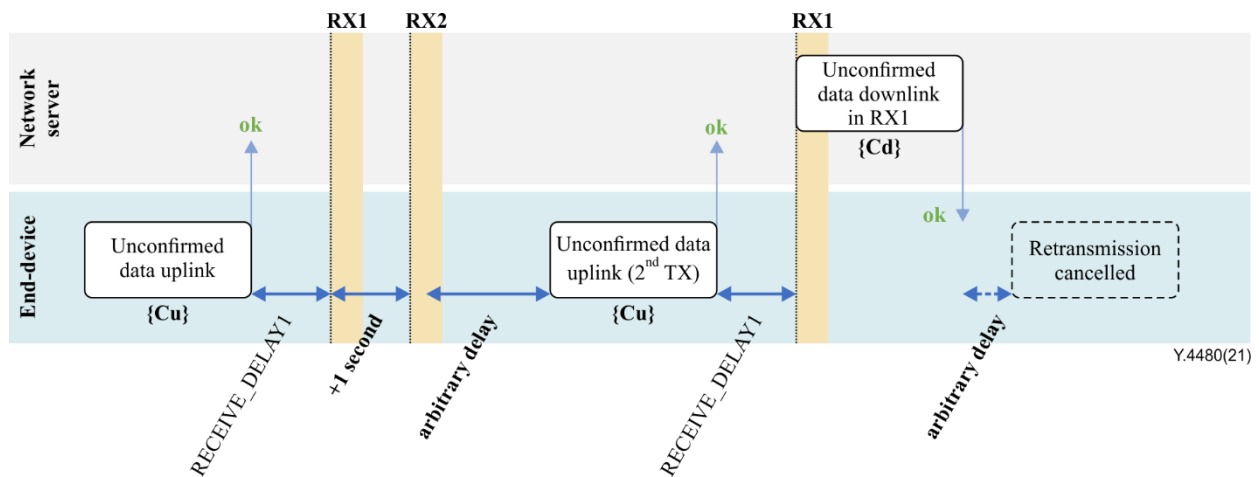 RX1
RX2
RX1
Network
server
ok
ok
Unconfirmed
data downlink
in RX1
{Cd}
End-device
Unconfirmed
data uplink
{Cu}
Unconfirmed data
uplink (2nd TX)
{Cu}
ok
Retransmission
cancelled
RECEIVE_DELAY1
+1 second
arbitrary delay
RECEIVE_DELAY1
arbitrary delay
Y.4480(21)